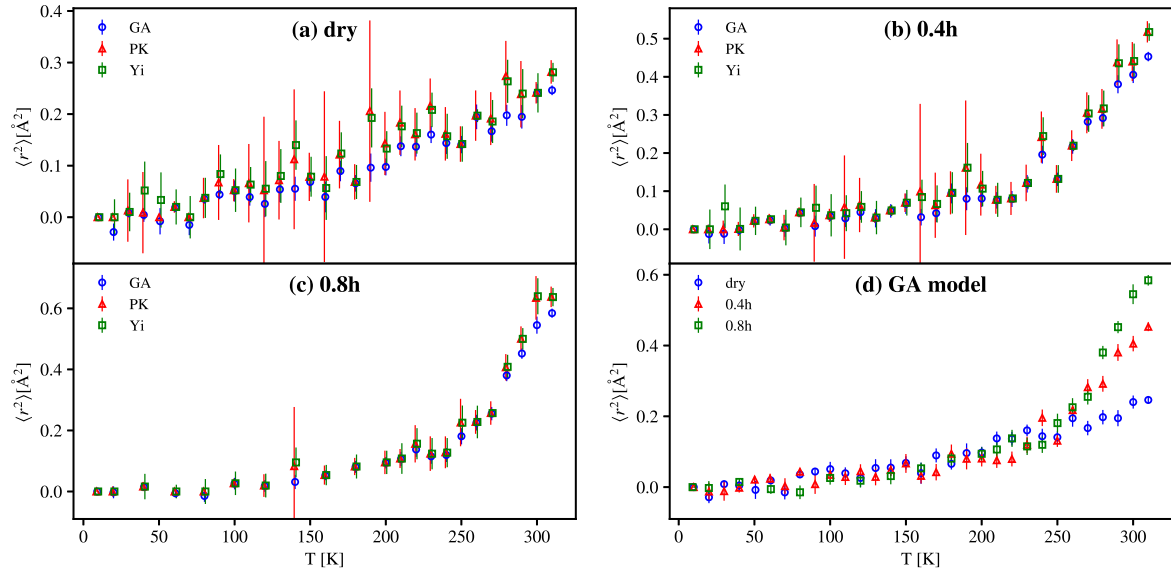 (a) dry
GA
PK
Yi
0.4
0.3
0.2
0.1
0.0
⟨r²⟩[Å²]
(b) 0.4h
GA
PK
Yi
0.5
0.4
0.3
0.2
0.1
0.0
⟨r²⟩[Å²]
(c) 0.8h
GA
PK
Yi
0.6
0.4
0.2
0.0
⟨r²⟩[Å²]
0 50 100 150 200 250 300
T [K]
(d) GA model
dry
0.4h
0.8h
0.6
0.4
0.2
0.0
⟨r²⟩[Å²]
0 50 100 150 200 250 300
T [K]